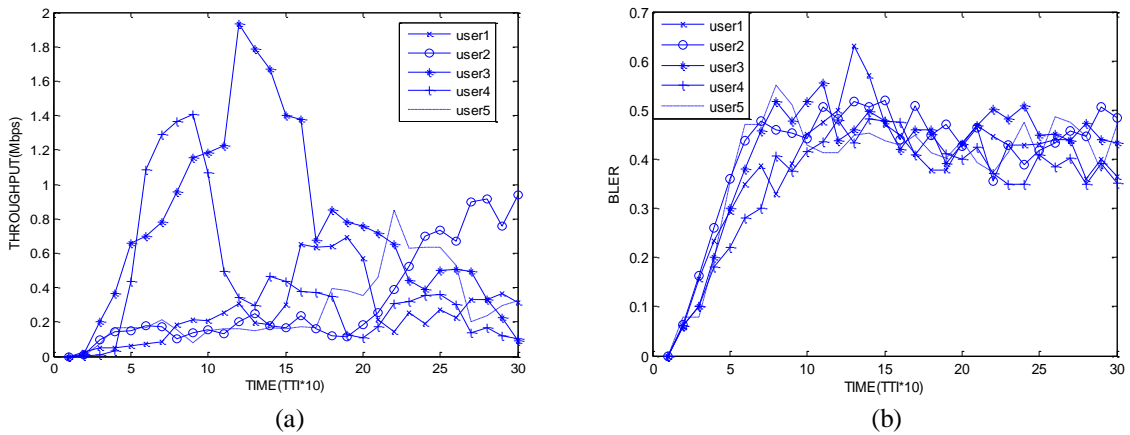 2
1.8
1.6
1.4
1.2
1
0.8
0.6
0.4
0.2
0
THROUGHPUT(Mbps)
0 5 10 15 20 25 30
TIME(TTI*10)
user1
user2
user3
user4
user5
(a)
0.7
0.6
0.5
0.4
0.3
0.2
0.1
0
BLER
0 5 10 15 20 25 30
TIME(TTI*10)
user1
user2
user3
user4
user5
(b)